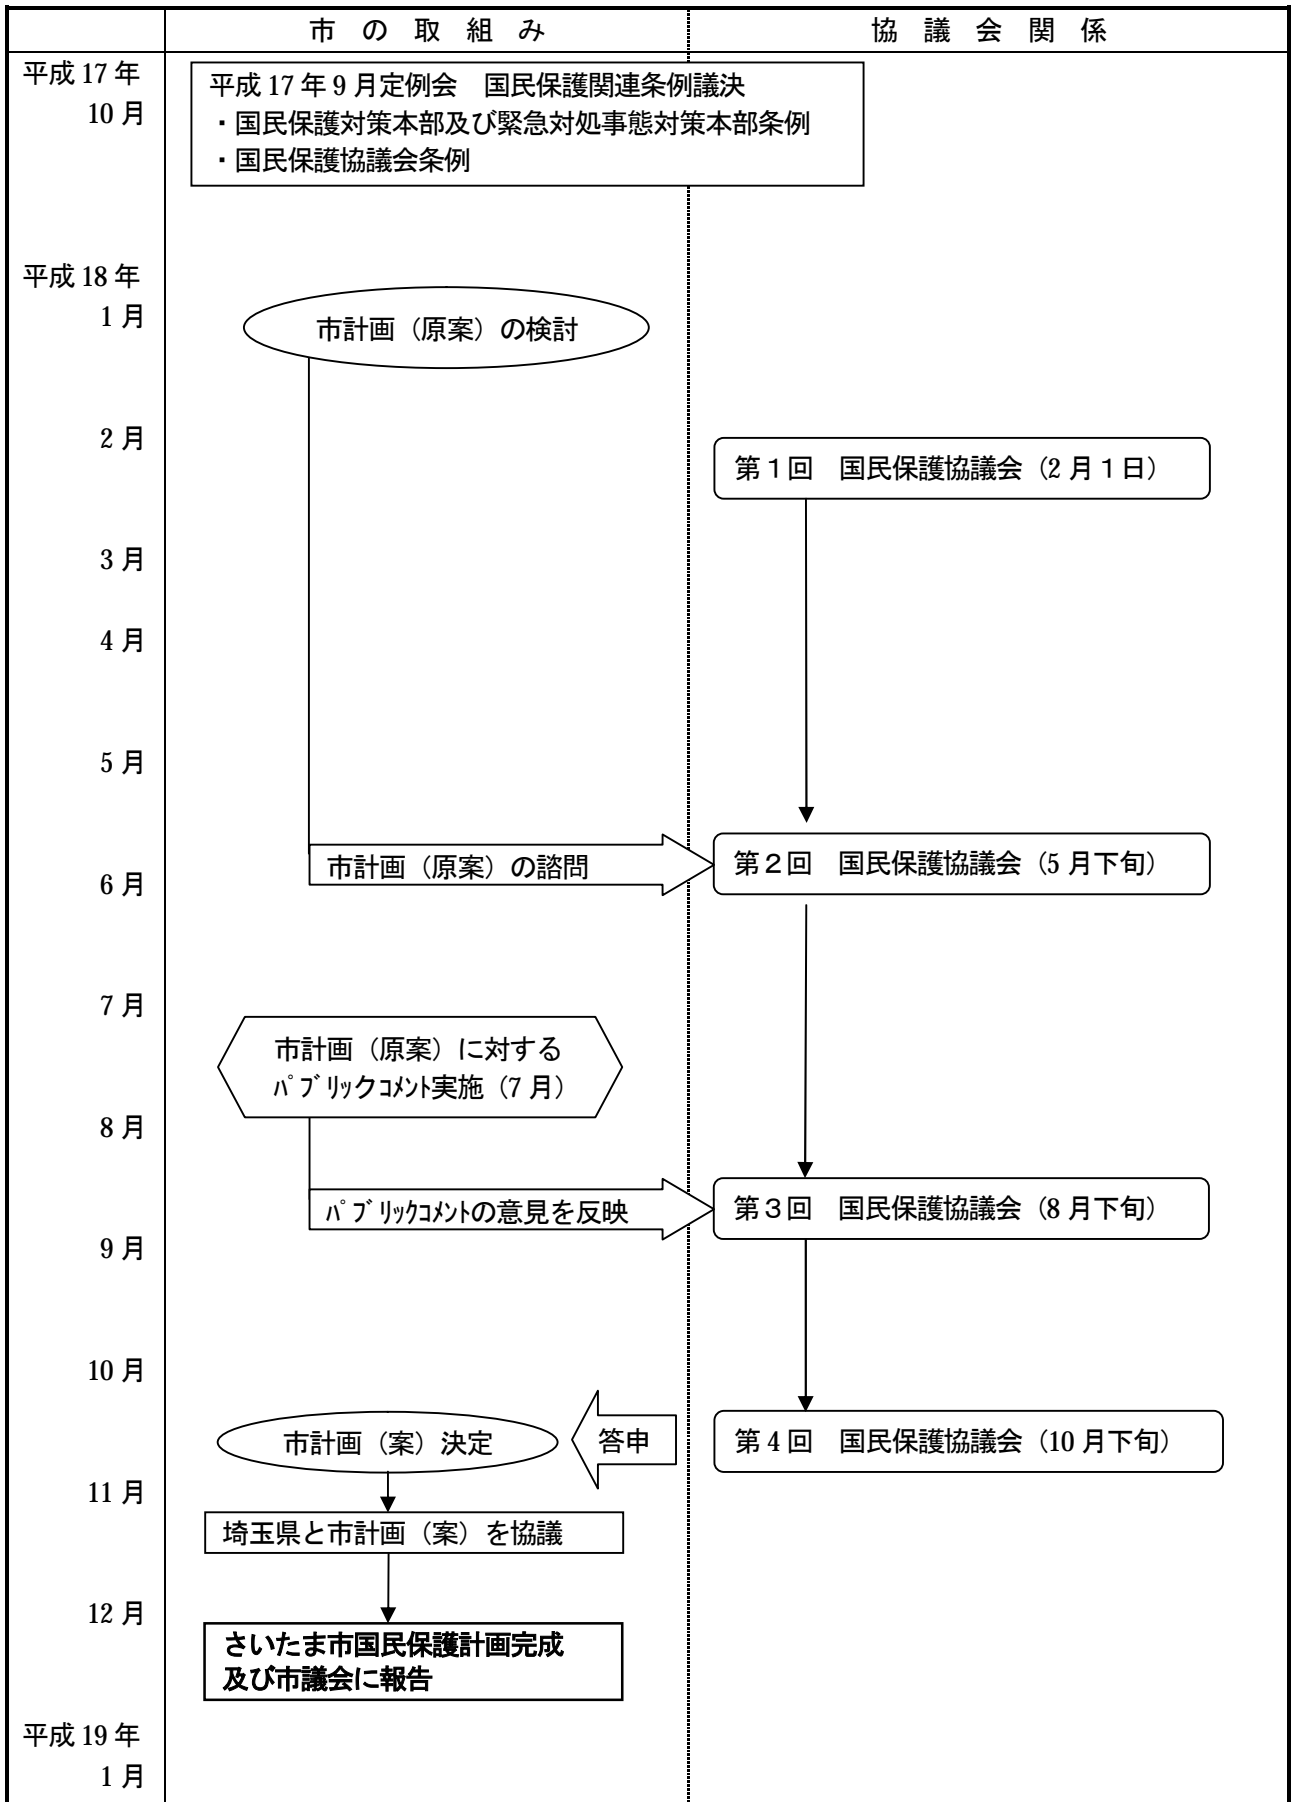 市の取組み
協議会関係
平成17年
10月
平成17年9月定例会　国民保護関連条例議決
・国民保護対策本部及び緊急対処事態対策本部条例
・国民保護協議会条例
平成18年
1月
市計画（原案）の検討
2月
第１回　国民保護協議会（2月１日）
3月
4月
5月
市計画（原案）の諮問
第２回　国民保護協議会（5月下旬）
6月
7月
市計画（原案）に対する
ﾊﾟﾌﾞﾘｯｸｺﾒﾝﾄ実施（7月）
8月
ﾊﾟﾌﾞﾘｯｸｺﾒﾝﾄの意見を反映
第３回　国民保護協議会（8月下旬）
9月
10月
市計画（案）決定
答申
第4回　国民保護協議会（10月下旬）
11月
埼玉県と市計画（案）を協議
12月
さいたま市国民保護計画完成
及び市議会に報告
平成19年
1月